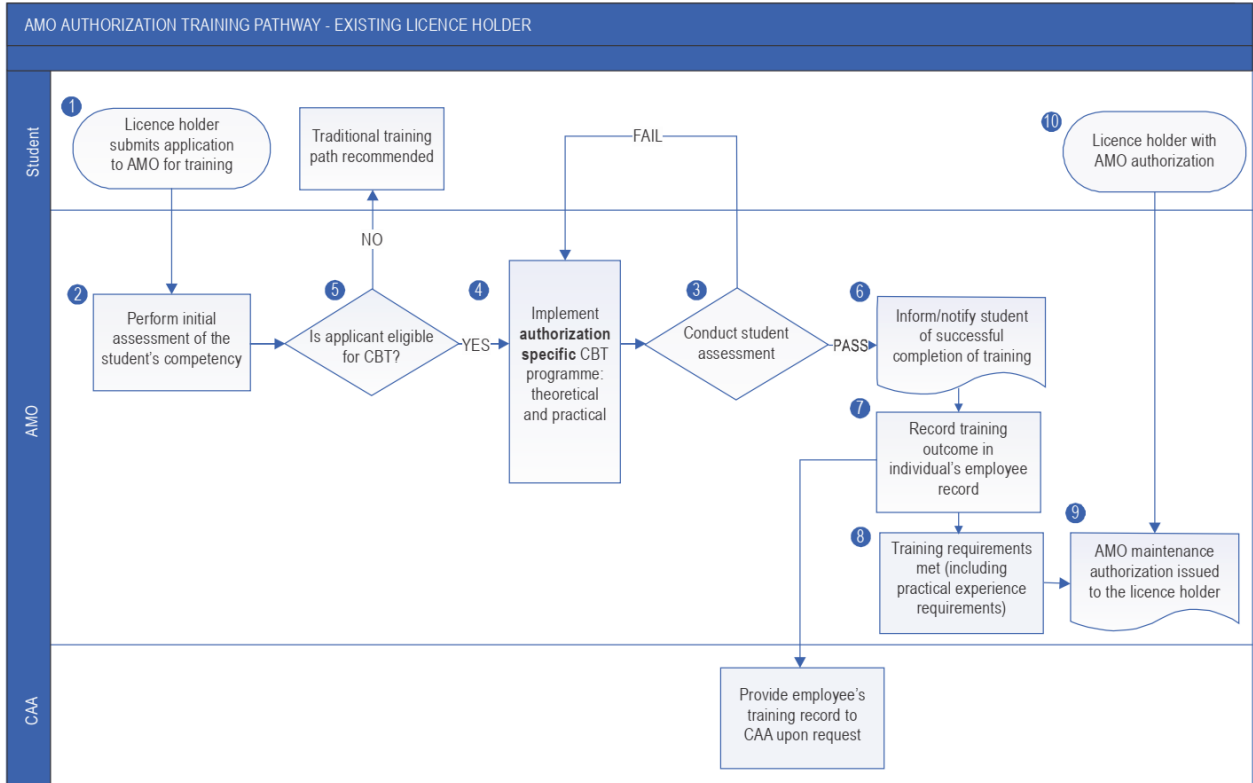 AMO AUTHORIZATION TRAINING PATHWAY - EXISTING LICENCE HOLDER
Student
1
Licence holder
submits application
to AMO for training
Traditional training
path recommended
FAIL
10
Licence holder with
AMO authorization
AMO
NO
2
Perform initial
assessment of the
student's competency
5
Is applicant eligible
for CBT?
YES
4
Implement
authorization
specific CBT
programme:
theoretical
and practical
3
Conduct student
assessment
PASS
6
Inform/notify student
of successful
completion of training
7
Record training
outcome in
individual's employee
record
8
Training requirements
met (including
practical experience
requirements)
9
AMO maintenance
authorization issued
to the licence holder
CAA
Provide employee's
training record to
CAA upon request